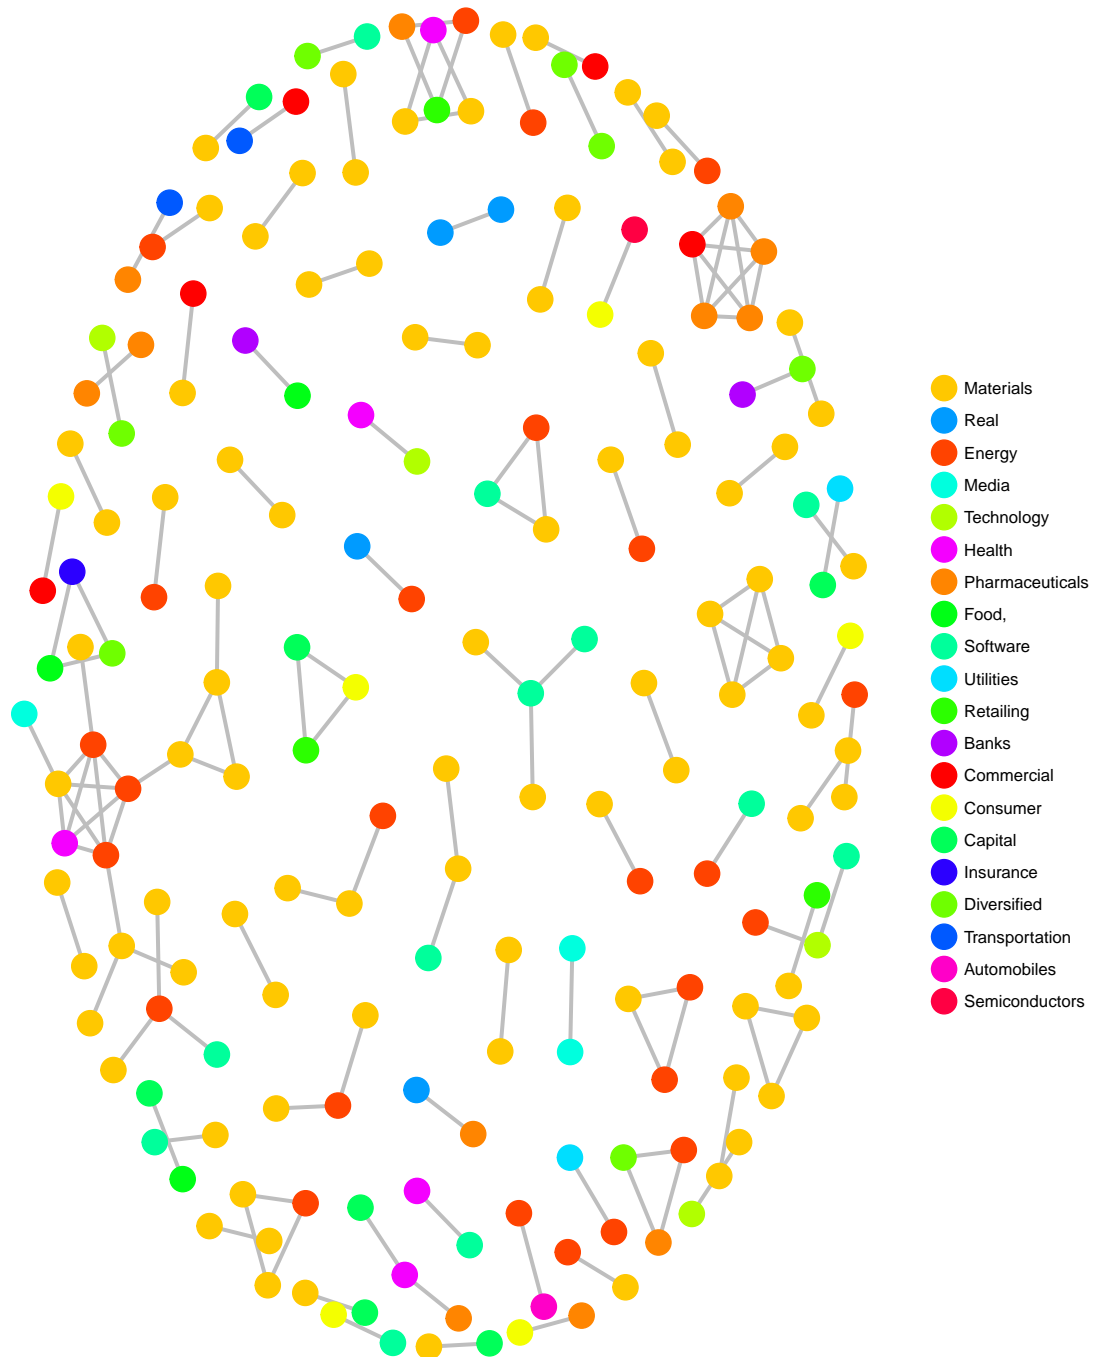 Materials
Real
Energy
Media
Technology
Health
Pharmaceuticals
Food,
Software
Utilities
Retailing
Banks
Commercial
Consumer
Capital
Insurance
Diversified
Transportation
Automobiles
Semiconductors